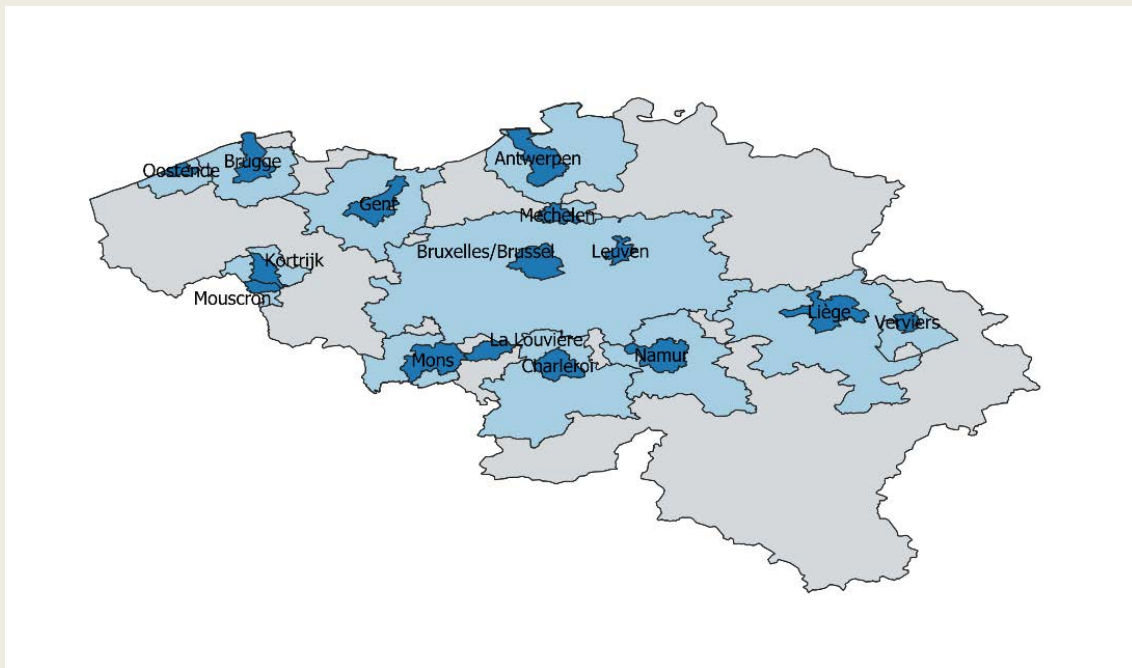 Antwerpen
Brugge
Oostende
Gent
Mechelen
Bruxelles/Brussel
Leuven
Kortrijk
Mouscron
Liège
Verviers
La Louvière
Mons
Charleroi
Namur